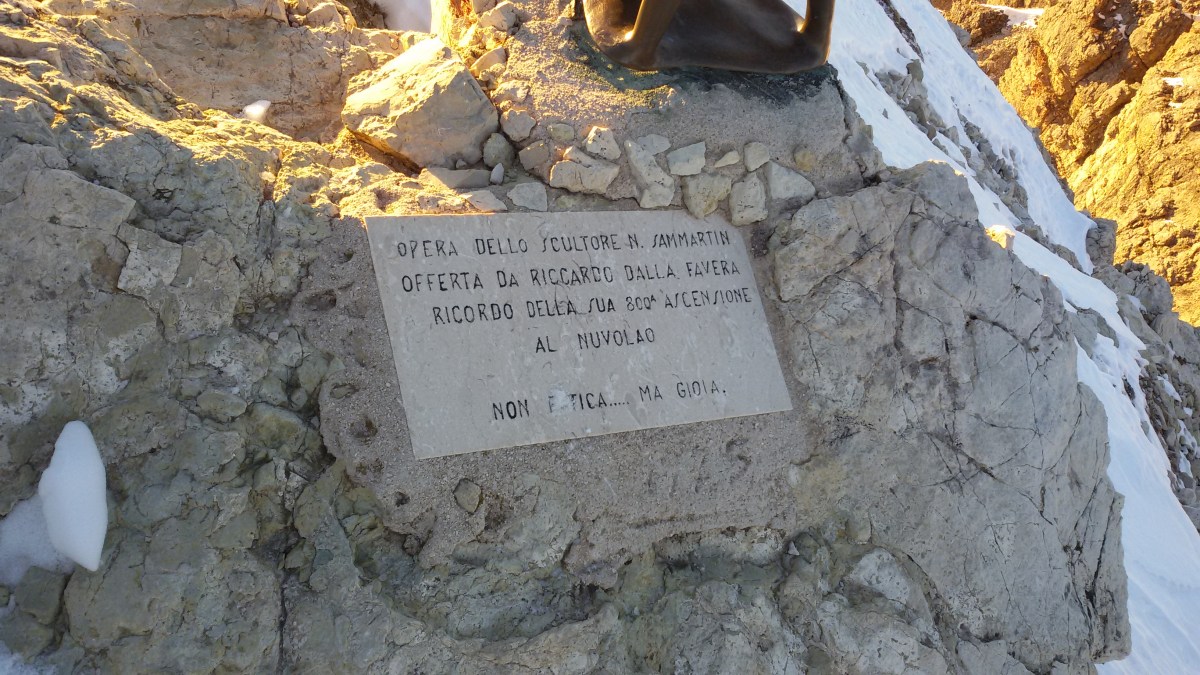 OPERA DELLO SCULTORE N. SAMMARTIN
OFFERTA DA RICCARDO DALLA FAVERA
RICORDO DELLA SUA 800ª ASCENSIONE
AL NUVOLAO
NON FATICA..... MA GIOIA.